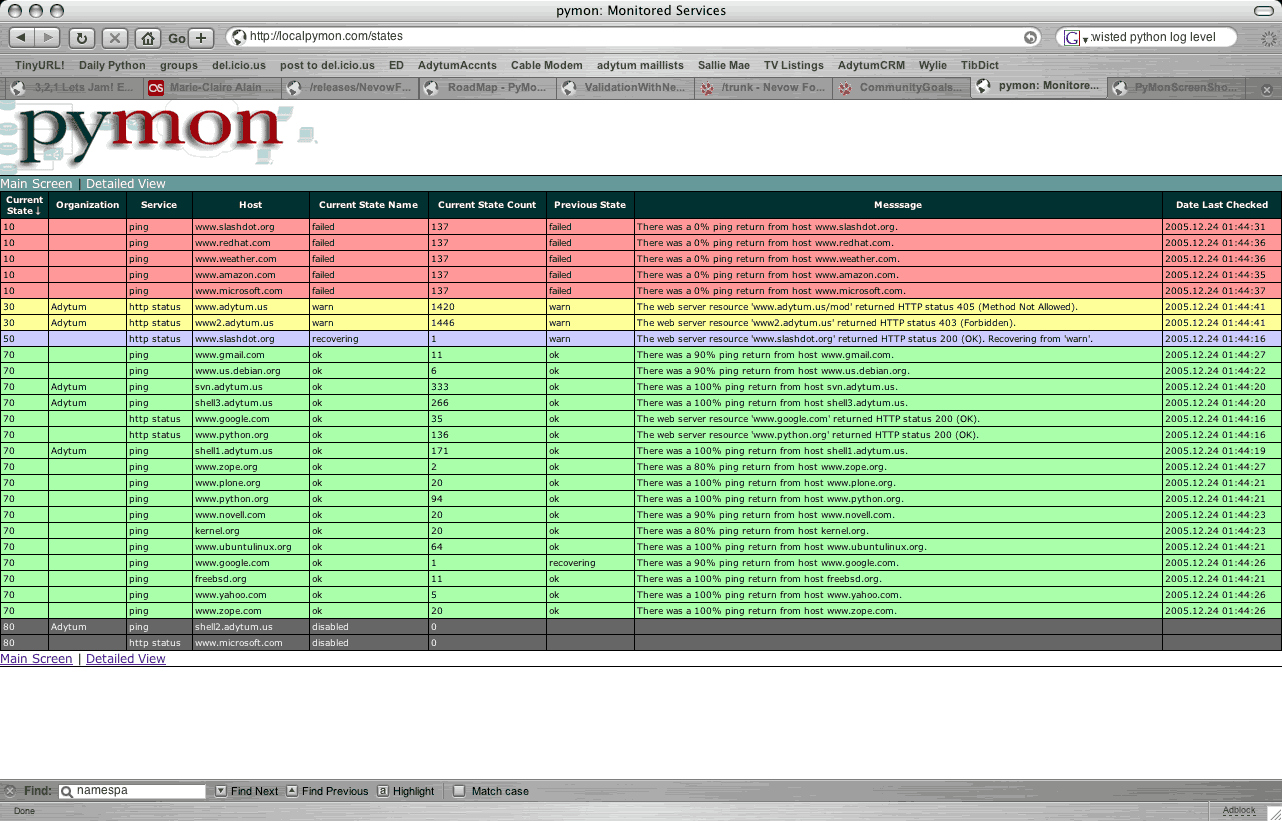 pymon: Monitored Services
Go http://localpymon.com/states .wisted python log level
TinyURL! Daily Python groups del.icio.us post to del.icio.us ED AdytumAccnts Cable Modem adytum maillists Sallie Mae TV Listings AdytumCRM Wylie TibDict
3,2,1 Lets Jam! E... Marie-Claire Alain ... /releases/NevowF... RoadMap - PyMo... ValidationWithNe... /trunk - Nevow Fo... CommunityGoals... pymon: Monitore... PyMonScreenSho...
pymon
Main Screen | Detailed View
Current State ↓ Organization Service Host Current State Name Current State Count Previous State Messsage Date Last Checked
10 ping www.slashdot.org failed 137 failed There was a 0% ping return from host www.slashdot.org. 2005.12.24 01:44:31
10 ping www.redhat.com failed 137 failed There was a 0% ping return from host www.redhat.com. 2005.12.24 01:44:36
10 ping www.weather.com failed 137 failed There was a 0% ping return from host www.weather.com. 2005.12.24 01:44:36
10 ping www.amazon.com failed 137 failed There was a 0% ping return from host www.amazon.com. 2005.12.24 01:44:35
10 ping www.microsoft.com failed 137 failed There was a 0% ping return from host www.microsoft.com. 2005.12.24 01:44:37
30 Adytum http status www.adytum.us warn 1420 warn The web server resource 'www.adytum.us/mod' returned HTTP status 405 (Method Not Allowed). 2005.12.24 01:44:41
30 Adytum http status www2.adytum.us warn 1446 warn The web server resource 'www2.adytum.us' returned HTTP status 403 (Forbidden). 2005.12.24 01:44:41
50 http status www.slashdot.org recovering 1 warn The web server resource 'www.slashdot.org' returned HTTP status 200 (OK). Recovering from 'warn'. 2005.12.24 01:44:16
70 ping www.gmail.com ok 11 ok There was a 90% ping return from host www.gmail.com. 2005.12.24 01:44:27
70 ping www.us.debian.org ok 6 ok There was a 90% ping return from host www.us.debian.org. 2005.12.24 01:44:22
70 Adytum ping svn.adytum.us ok 333 ok There was a 100% ping return from host svn.adytum.us. 2005.12.24 01:44:20
70 Adytum ping shell3.adytum.us ok 266 ok There was a 100% ping return from host shell3.adytum.us. 2005.12.24 01:44:20
70 http status www.google.com ok 35 ok The web server resource 'www.google.com' returned HTTP status 200 (OK). 2005.12.24 01:44:16
70 http status www.python.org ok 136 ok The web server resource 'www.python.org' returned HTTP status 200 (OK). 2005.12.24 01:44:16
70 Adytum ping shell1.adytum.us ok 171 ok There was a 100% ping return from host shell1.adytum.us. 2005.12.24 01:44:19
70 ping www.zope.org ok 2 ok There was a 80% ping return from host www.zope.org. 2005.12.24 01:44:27
70 ping www.plone.org ok 20 ok There was a 100% ping return from host www.plone.org. 2005.12.24 01:44:21
70 ping www.python.org ok 94 ok There was a 100% ping return from host www.python.org. 2005.12.24 01:44:21
70 ping www.novell.com ok 20 ok There was a 90% ping return from host www.novell.com. 2005.12.24 01:44:23
70 ping kernel.org ok 20 ok There was a 80% ping return from host kernel.org. 2005.12.24 01:44:23
70 ping www.ubuntulinux.org ok 64 ok There was a 100% ping return from host www.ubuntulinux.org. 2005.12.24 01:44:21
70 ping www.google.com ok 1 recovering There was a 90% ping return from host www.google.com. 2005.12.24 01:44:26
70 ping freebsd.org ok 11 ok There was a 100% ping return from host freebsd.org. 2005.12.24 01:44:21
70 ping www.yahoo.com ok 5 ok There was a 100% ping return from host www.yahoo.com. 2005.12.24 01:44:26
70 ping www.zope.com ok 20 ok There was a 100% ping return from host www.zope.com. 2005.12.24 01:44:26
80 Adytum ping shell2.adytum.us disabled 0
80 http status www.microsoft.com disabled 0
Main Screen | Detailed View
Find: namespa Find Next Find Previous a Highlight Match case
Done Adblock